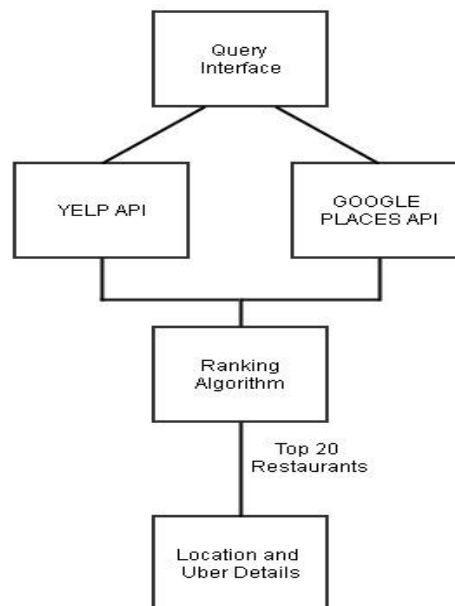 Query
Interface
YELP API
GOOGLE
PLACES API
Ranking
Algorithm
Top 20
Restaurants
Location and
Uber Details